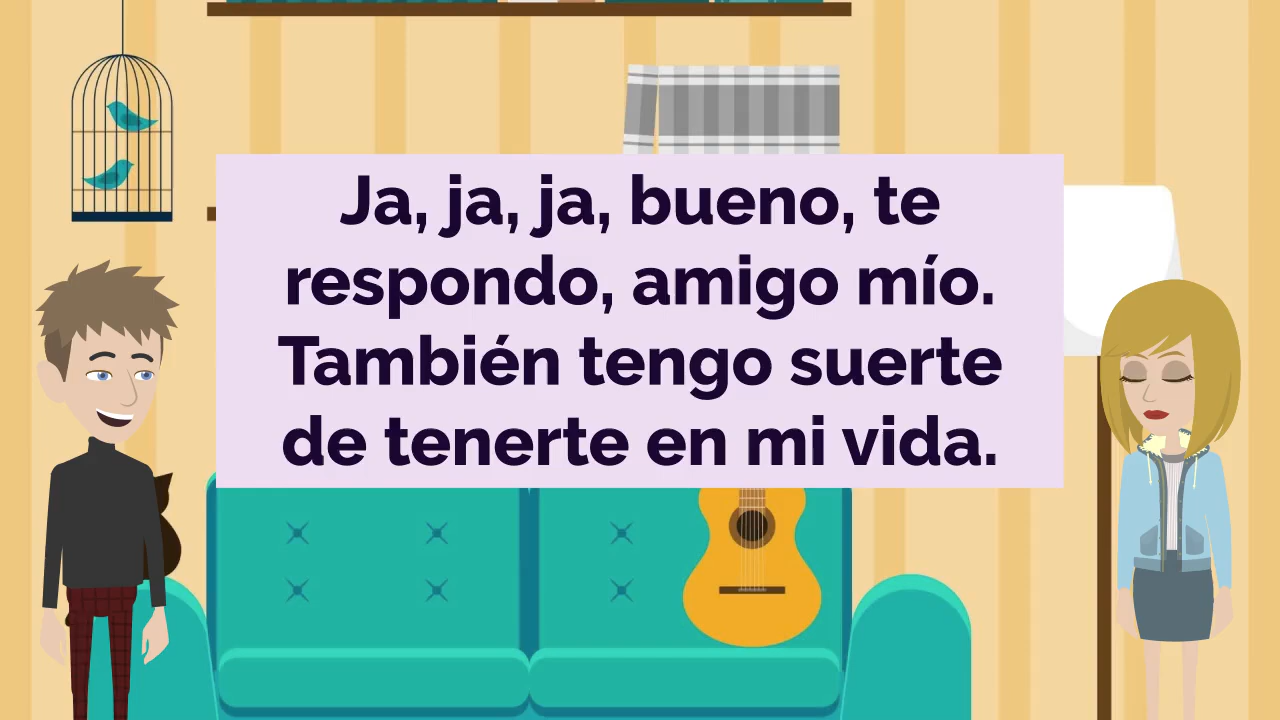 Ja, ja, ja, bueno, te
respondo, amigo mío.
También tengo suerte
de tenerte en mi vida.